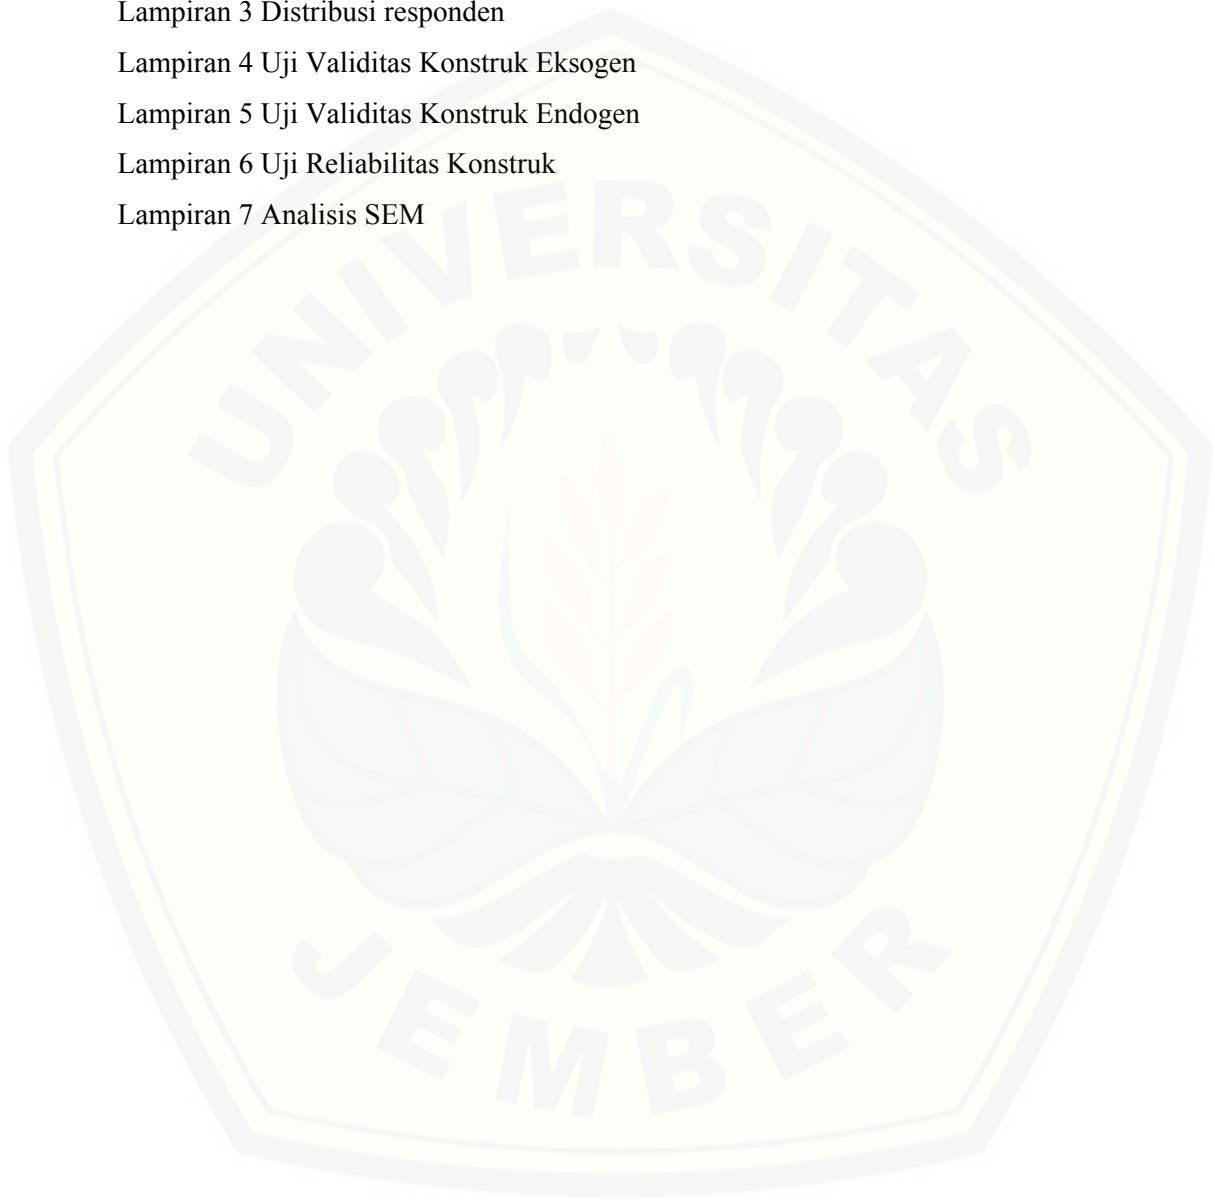 Lampiran 3 Distribusi responden
Lampiran 4 Uji Validitas Konstruk Eksogen
Lampiran 5 Uji Validitas Konstruk Endogen
Lampiran 6 Uji Reliabilitas Konstruk
Lampiran 7 Analisis SEM
UNIVERSITAS
JEMBER